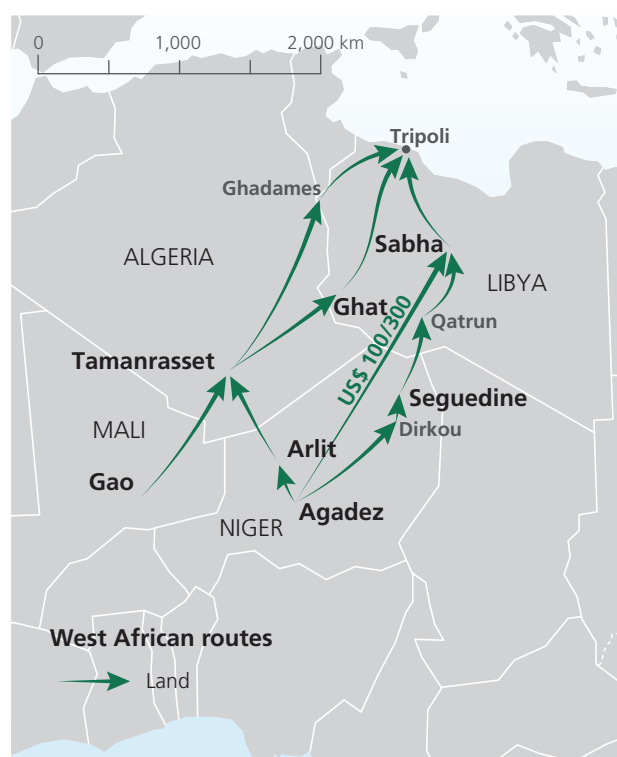 0 1,000 2,000 km
Tripoli
Ghadames
Sabha
ALGERIA
LIBYA
Ghat
US$ 100/300
Qatrun
Tamanrasset
Seguedine
MALI
Dirkou
Arlit
Gao
Agadez
NIGER
West African routes
Land